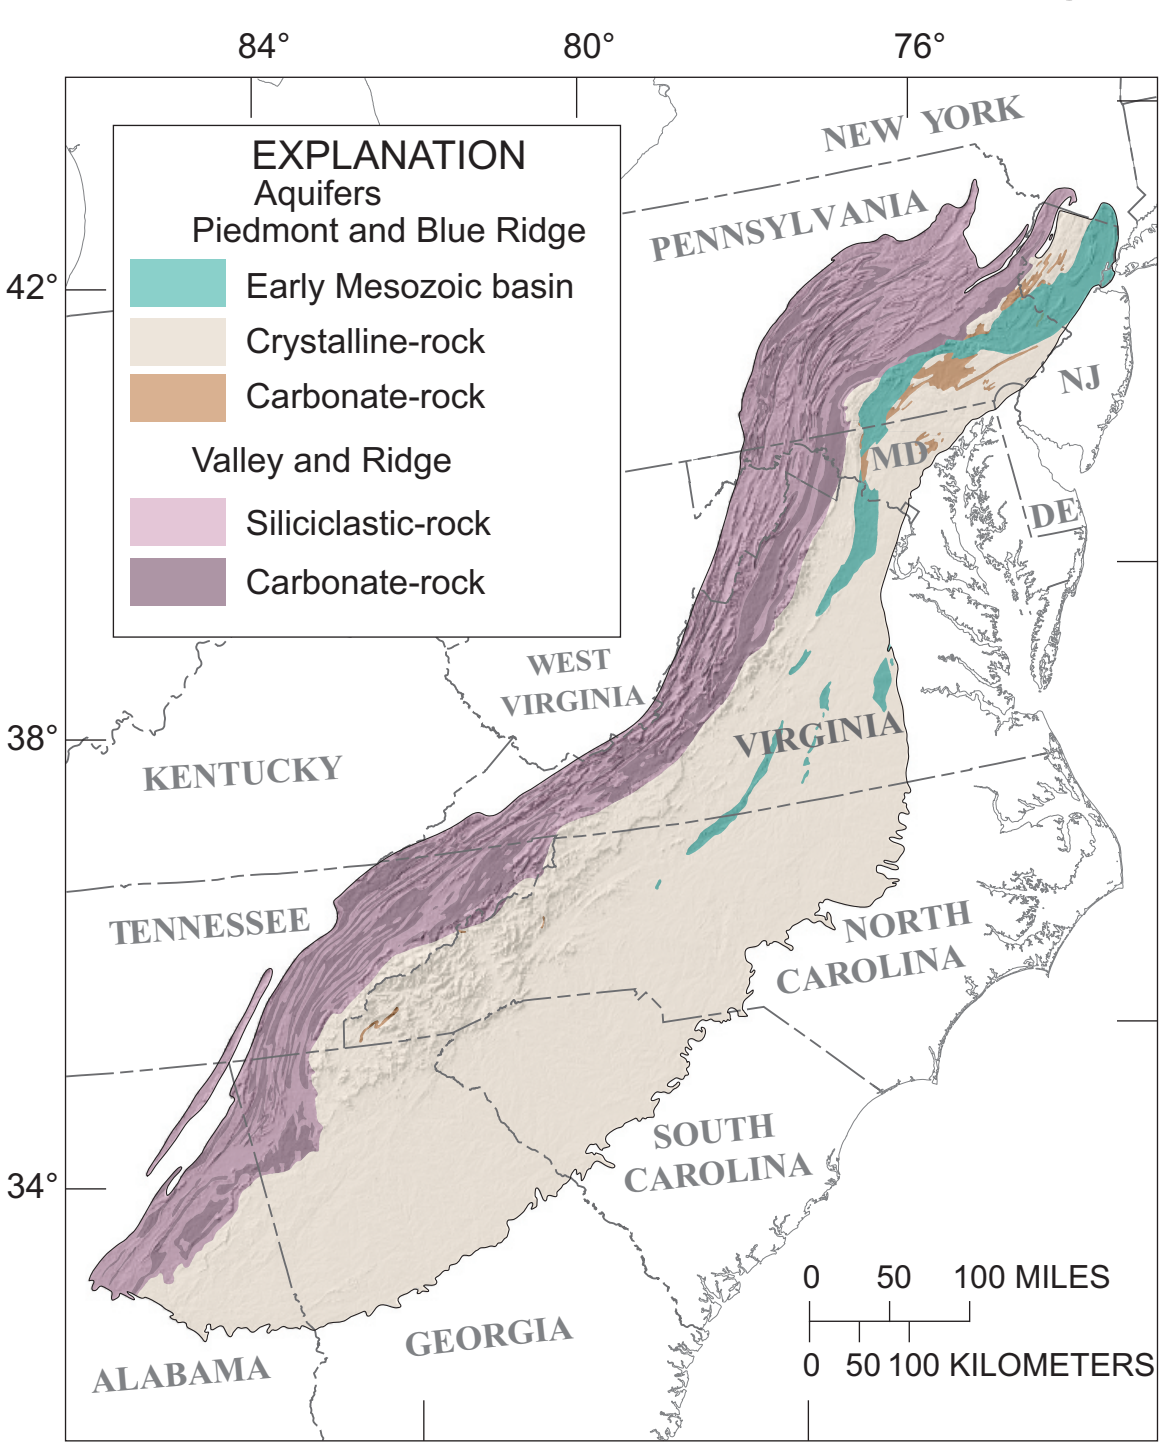 84° 80° 76°
EXPLANATION
Aquifers
Piedmont and Blue Ridge
Early Mesozoic basin
Crystalline-rock
Carbonate-rock
Valley and Ridge
Siliciclastic-rock
Carbonate-rock
NEW YORK
PENNSYLVANIA
42°
NJ
MD
DE
WEST
VIRGINIA
VIRGINIA
38°
KENTUCKY
TENNESSEE
NORTH
CAROLINA
SOUTH
CAROLINA
34°
GEORGIA
ALABAMA
0 50 100 MILES
0 50 100 KILOMETERS